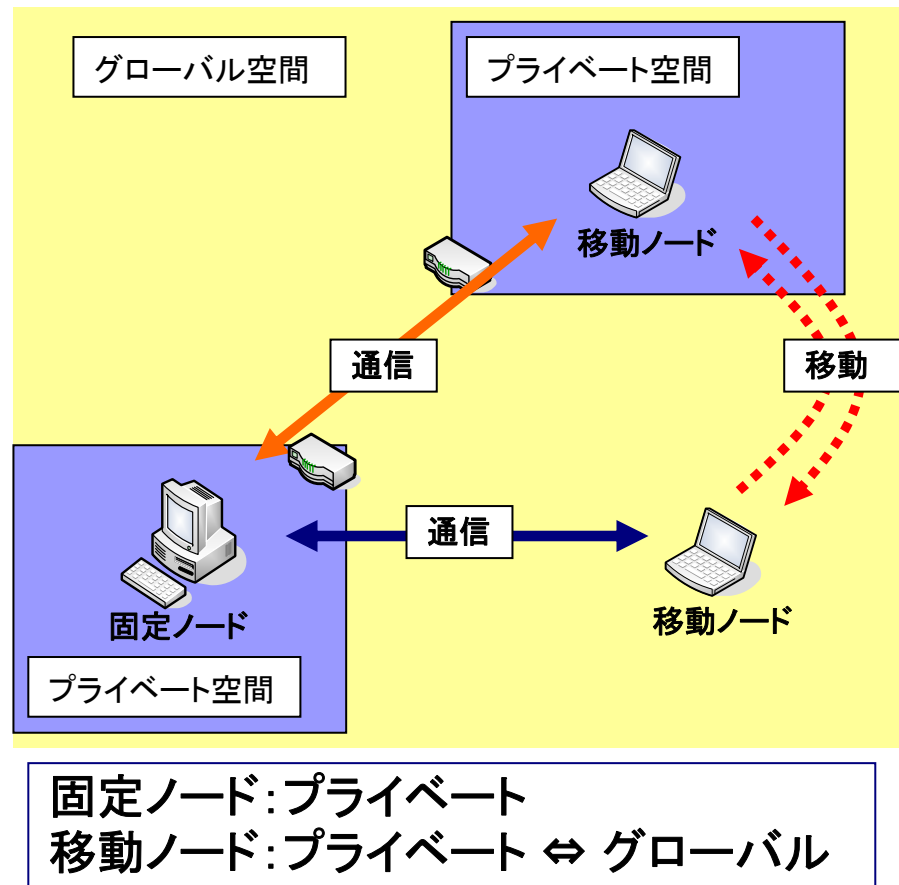 グローバル空間
プライベート空間
移動ノード
通信
移動
通信
固定ノード
移動ノード
プライベート空間
固定ノード：プライベート
移動ノード：プライベート ⇔ グローバル